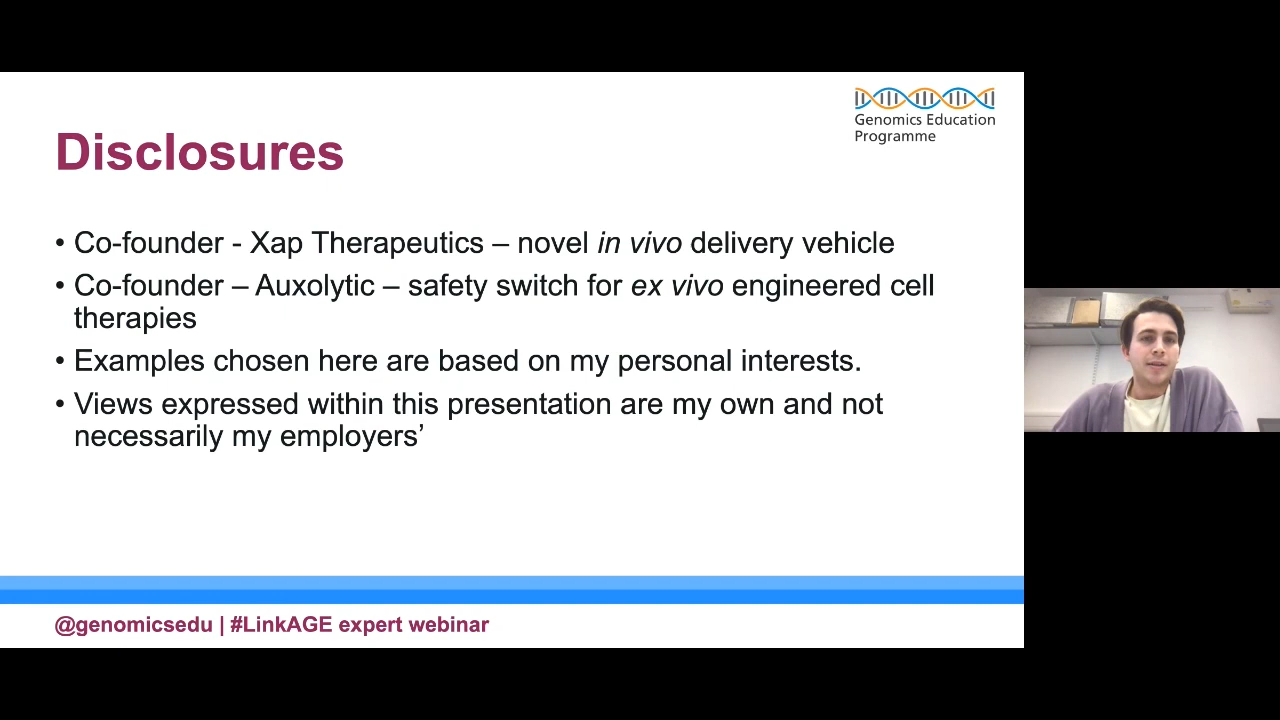 Genomics Education
Programme
Disclosures
• Co-founder - Xap Therapeutics – novel in vivo delivery vehicle
• Co-founder – Auxolytic – safety switch for ex vivo engineered cell
therapies
• Examples chosen here are based on my personal interests.
• Views expressed within this presentation are my own and not
necessarily my employers’
@genomicsedu | #LinkAGE expert webinar